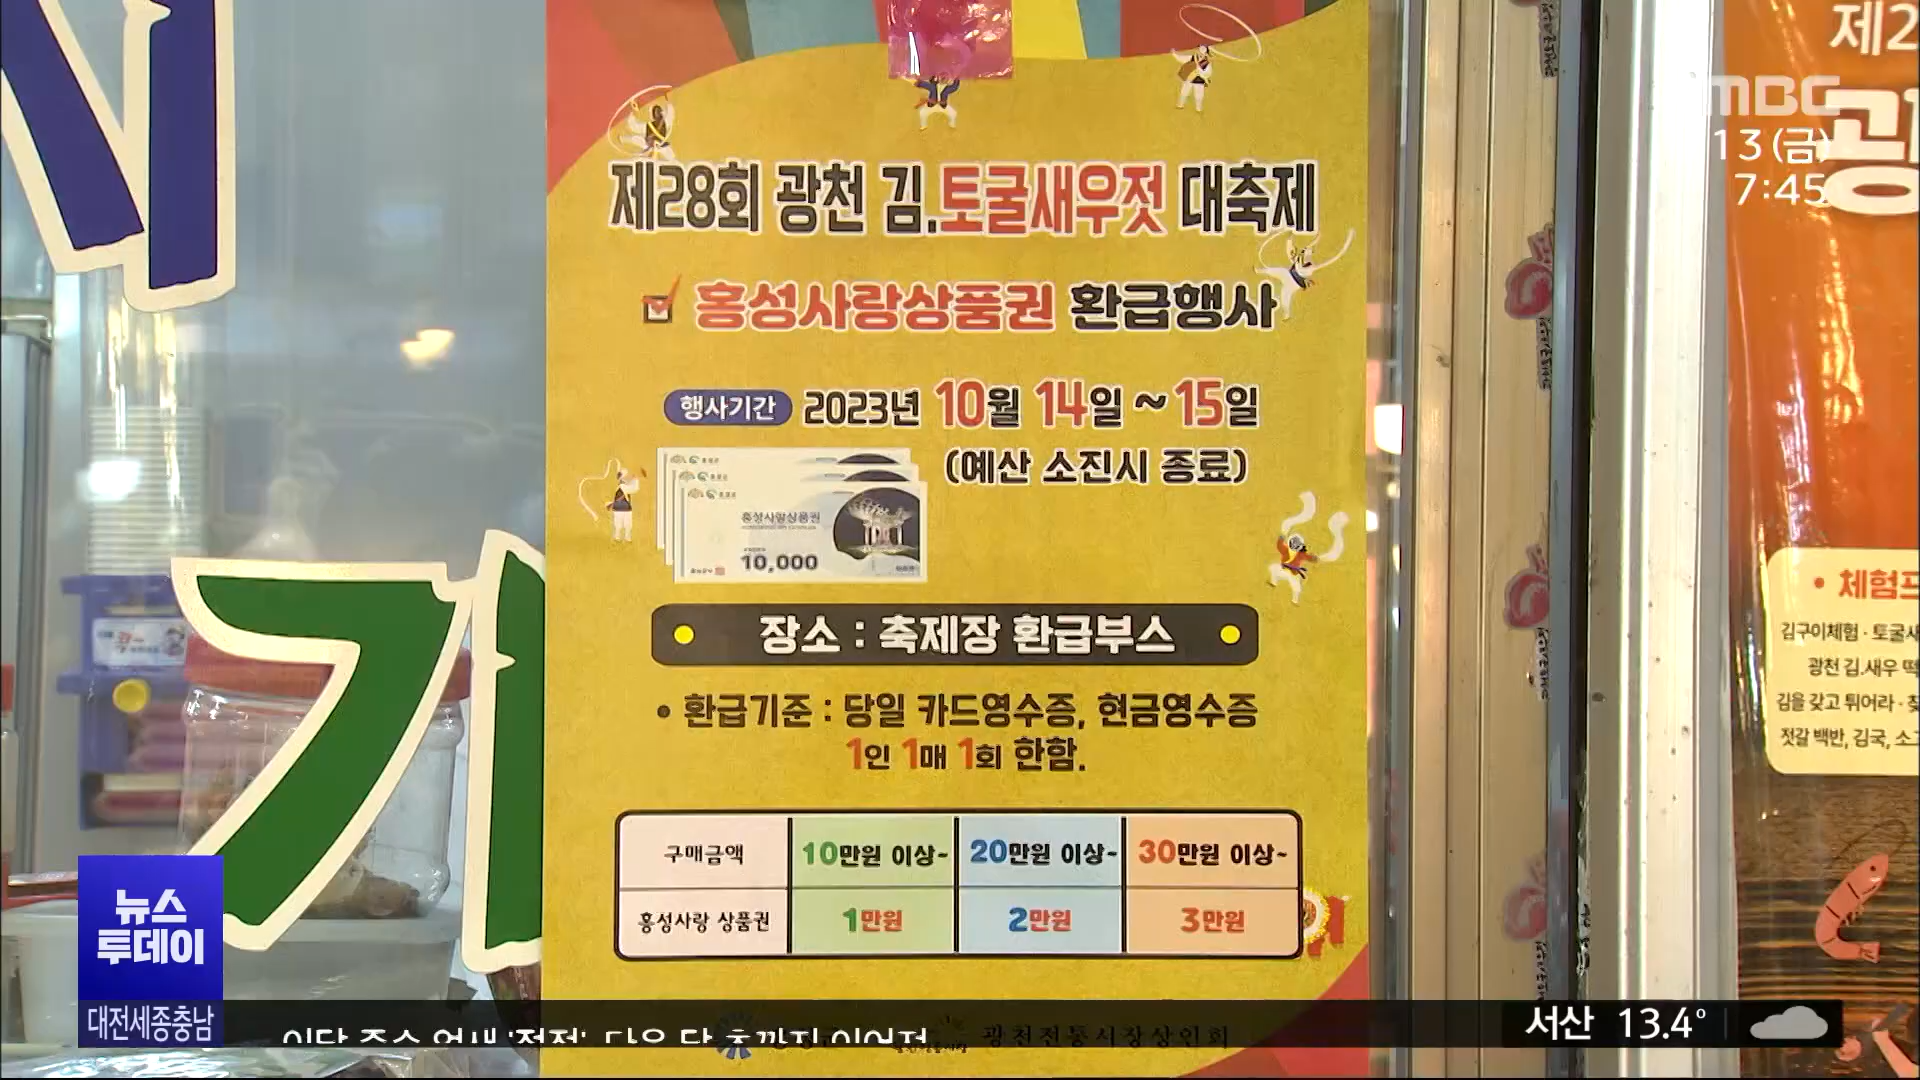 제28회 광천 김.토굴새우젓 대축제
홍성사랑상품권 환급행사
행사기간 2023년 10월 14일 ~ 15일
(예산 소진시 종료)
홍성사랑상품권
10,000
장소 : 축제장 환급부스
• 환급기준 : 당일 카드영수증, 현금영수증
1인 1매 1회 한함.
구매금액 10만원 이상~ 20만원 이상~ 30만원 이상~
홍성사랑 상품권 1만원 2만원 3만원
광천전통시장상인회
제2
광
MBC
13(금)
7:45
• 체험프
김구이체험 · 토굴새
광천 김.새우 떡
김을 갖고 튀어라 · 찾
젓갈 백반, 김국, 소
뉴스
투데이
대전세종충남
서산 13.4°